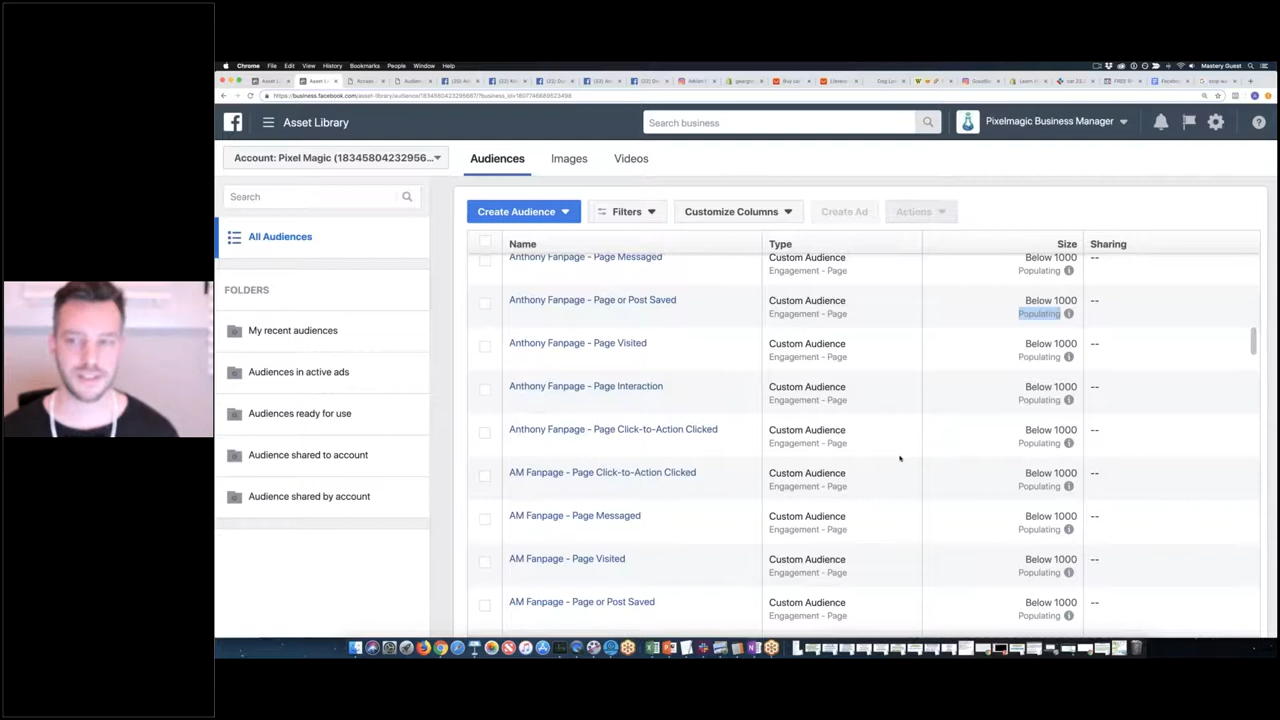 Chrome File Edit View History Bookmarks People Window Help
Mastery Guest
Asset Library
Search business
Pixelmagic Business Manager
Account: Pixel Magic (18345804232956...
Audiences Images Videos
Search
Create Audience Filters Customize Columns Create Ad Actions
All Audiences
Name Type Size Sharing
Anthony Fanpage - Page Messaged Custom Audience Below 1000 --
Engagement - Page Populating
FOLDERS
Anthony Fanpage - Page or Post Saved Custom Audience Below 1000 --
Engagement - Page Populating
My recent audiences
Anthony Fanpage - Page Visited Custom Audience Below 1000 --
Engagement - Page Populating
Audiences in active ads
Anthony Fanpage - Page Interaction Custom Audience Below 1000 --
Engagement - Page Populating
Audiences ready for use
Anthony Fanpage - Page Click-to-Action Clicked Custom Audience Below 1000 --
Engagement - Page Populating
Audience shared to account
AM Fanpage - Page Click-to-Action Clicked Custom Audience Below 1000 --
Engagement - Page Populating
Audience shared by account
AM Fanpage - Page Messaged Custom Audience Below 1000 --
Engagement - Page Populating
AM Fanpage - Page Visited Custom Audience Below 1000 --
Engagement - Page Populating
AM Fanpage - Page or Post Saved Custom Audience Below 1000 --
Engagement - Page Populating